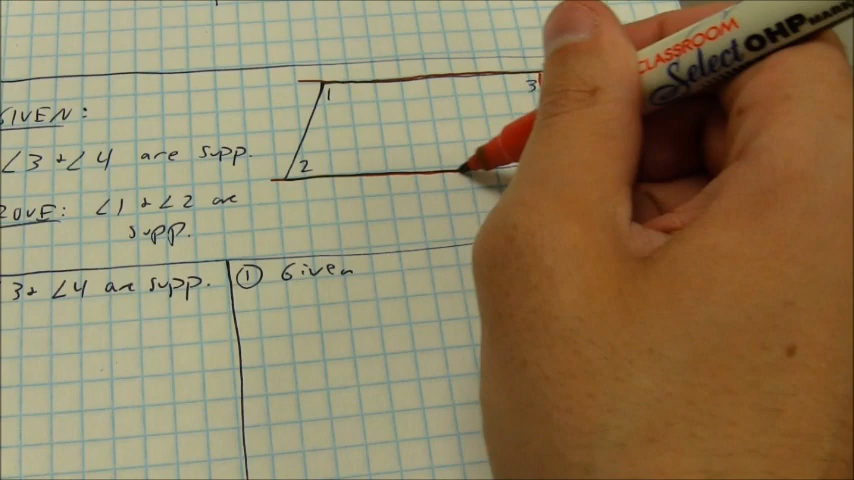 GIVEN:
∠3 + ∠4 are supp.
PROVE: ∠1 + ∠2 are
supp.
1 3
2
3 + ∠4 are supp. ① Given
CLASSROOM
Select OHP MARK